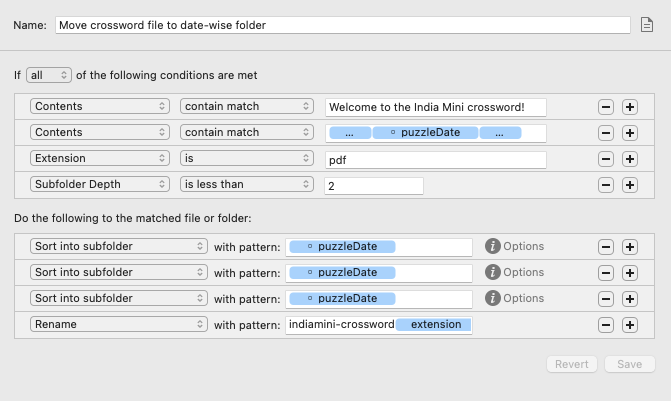 Name: Move crossword file to date-wise folder
If all of the following conditions are met
Contents contain match Welcome to the India Mini crossword!
Contents contain match ... puzzleDate ...
Extension is pdf
Subfolder Depth is less than 2
Do the following to the matched file or folder:
Sort into subfolder with pattern: puzzleDate i Options
Sort into subfolder with pattern: puzzleDate i Options
Sort into subfolder with pattern: puzzleDate i Options
Rename with pattern: indiamini-crossword extension
Revert Save